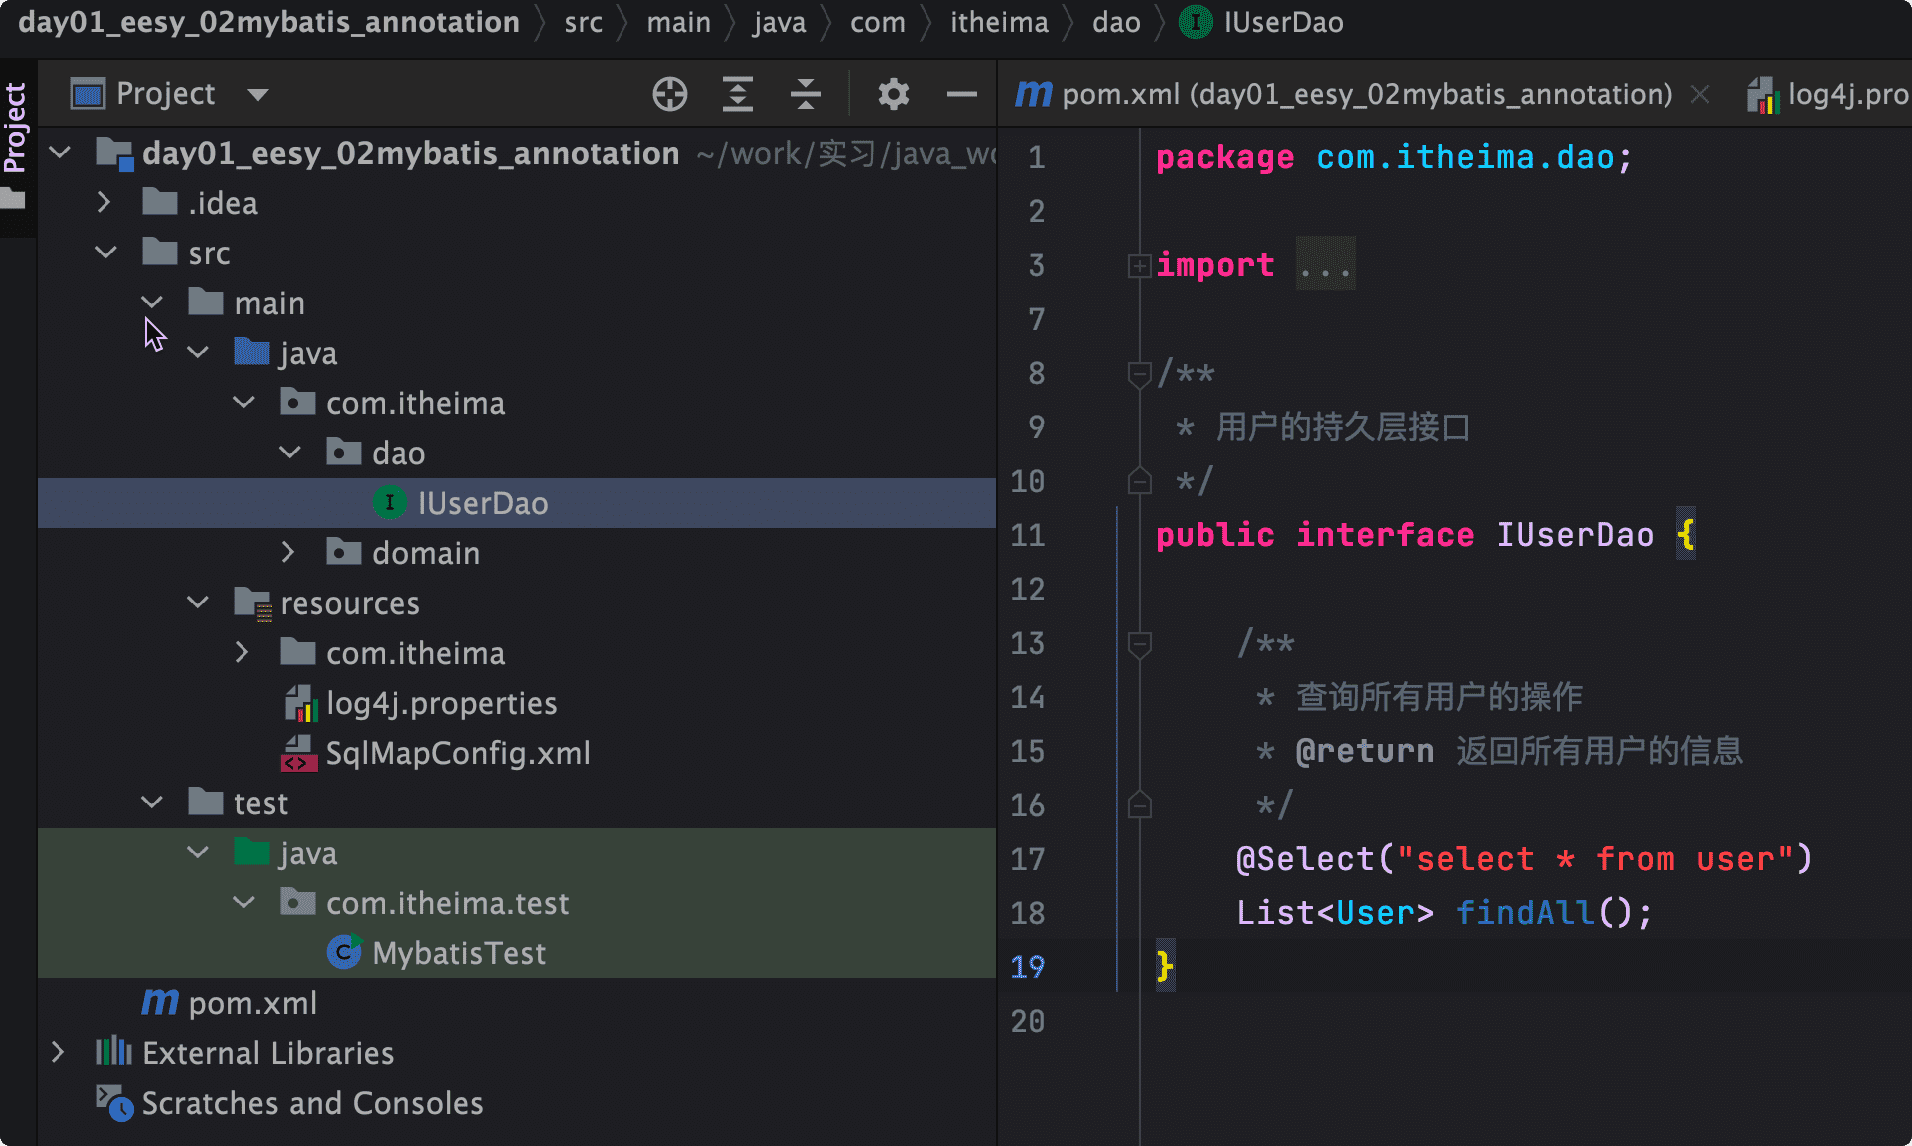 day01_eesy_02mybatis_annotation 〉 src 〉 main 〉 java 〉 com 〉 itheima 〉 dao 〉 I IUserDao
Project
Project
day01_eesy_02mybatis_annotation ~/work/实习/java_wo
.idea
src
main
java
com.itheima
dao
I IUserDao
domain
resources
com.itheima
log4j.properties
SqlMapConfig.xml
test
java
com.itheima.test
C MybatisTest
m pom.xml
External Libraries
Scratches and Consoles
m pom.xml (day01_eesy_02mybatis_annotation) × log4j.pro
1 package com.itheima.dao;
2
3 import ...
7
8 /**
9 * 用户的持久层接口
10 */
11 public interface IUserDao {
12
13 /**
14 * 查询所有用户的操作
15 * @return 返回所有用户的信息
16 */
17 @Select("select * from user")
18 List<User> findAll();
19 }
20